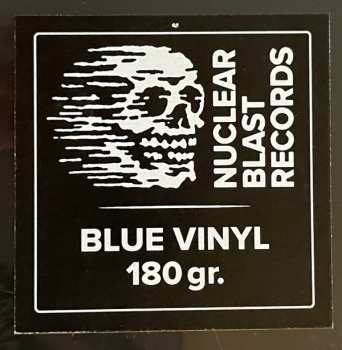 NUCLEAR
BLAST
RECORDS
BLUE VINYL
180 gr.